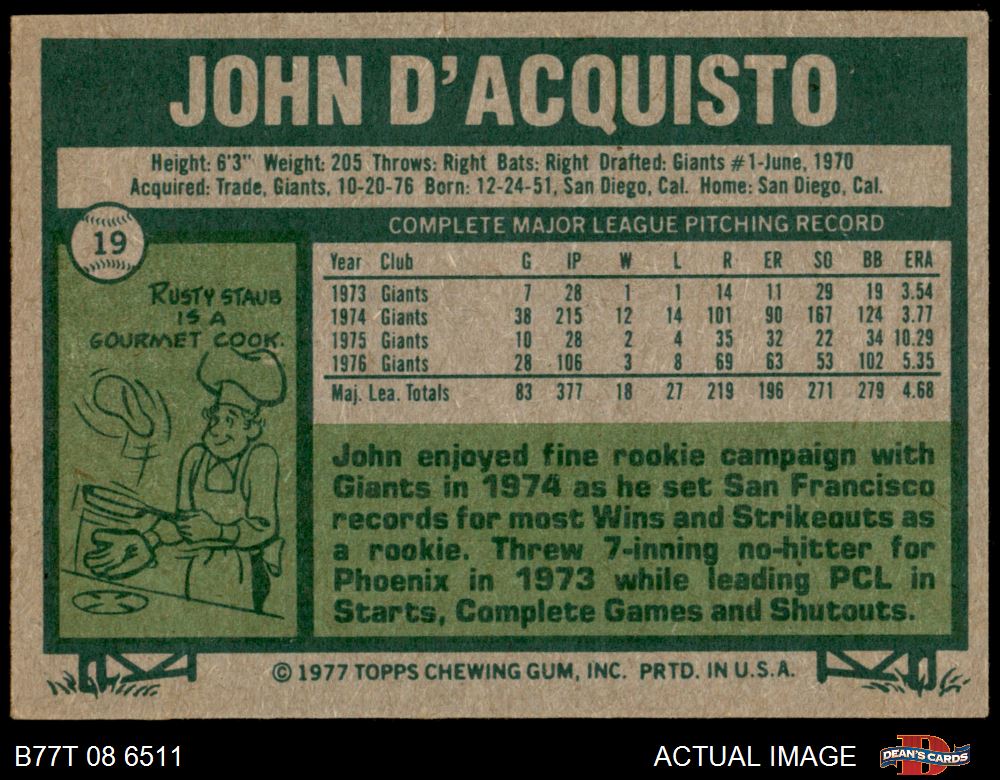 JOHN D'ACQUISTO
Height: 6'3" Weight: 205 Throws: Right Bats: Right Drafted: Giants #1-June, 1970
Acquired: Trade, Giants, 10-20-76 Born: 12-24-51, San Diego, Cal. Home: San Diego, Cal.
19
COMPLETE MAJOR LEAGUE PITCHING RECORD
Year Club G IP W L R ER SO BB ERA
1973 Giants 7 28 1 1 14 11 29 19 3.54
1974 Giants 38 215 12 14 101 90 167 124 3.77
1975 Giants 10 28 2 4 35 32 22 34 10.29
1976 Giants 28 106 3 8 69 63 53 102 5.35
Maj. Lea. Totals 83 377 18 27 219 196 271 279 4.68
RUSTY STAUB
IS A
GOURMET COOK.
John enjoyed fine rookie campaign with
Giants in 1974 as he set San Francisco
records for most Wins and Strikeouts as
a rookie. Threw 7-inning no-hitter for
Phoenix in 1973 while leading PCL in
Starts, Complete Games and Shutouts.
© 1977 TOPPS CHEWING GUM, INC. PRTD. IN U.S.A.
B77T 08 6511
ACTUAL IMAGE
DEAN'S CARDS